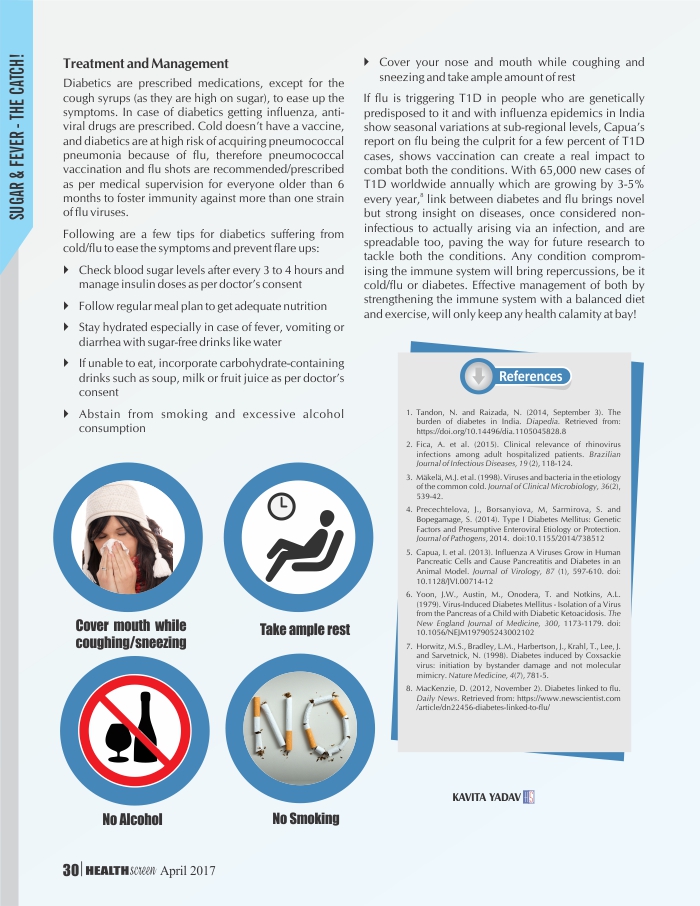 SUGAR & FEVER - THE CATCH!
Treatment and Management
Diabetics are prescribed medications, except for the
cough syrups (as they are high on sugar), to ease up the
symptoms. In case of diabetics getting influenza, anti-
viral drugs are prescribed. Cold doesn't have a vaccine,
and diabetics are at high risk of acquiring pneumococcal
pneumonia because of flu, therefore pneumococcal
vaccination and flu shots are recommended/prescribed
as per medical supervision for everyone older than 6
months to foster immunity against more than one strain
of flu viruses.
Following are a few tips for diabetics suffering from
cold/flu to ease the symptoms and prevent flare ups:
Check blood sugar levels after every 3 to 4 hours and
manage insulin doses as per doctor's consent
Follow regular meal plan to get adequate nutrition
Stay hydrated especially in case of fever, vomiting or
diarrhea with sugar-free drinks like water
If unable to eat, incorporate carbohydrate-containing
drinks such as soup, milk or fruit juice as per doctor's
consent
Abstain from smoking and excessive alcohol
consumption
Cover mouth while
coughing/sneezing
Take ample rest
No Alcohol
NO
No Smoking
Cover your nose and mouth while coughing and
sneezing and take ample amount of rest
If flu is triggering T1D in people who are genetically
predisposed to it and with influenza epidemics in India
show seasonal variations at sub-regional levels, Capua's
report on flu being the culprit for a few percent of T1D
cases, shows vaccination can create a real impact to
combat both the conditions. With 65,000 new cases of
T1D worldwide annually which are growing by 3-5%
every year,⁸ link between diabetes and flu brings novel
but strong insight on diseases, once considered non-
infectious to actually arising via an infection, and are
spreadable too, paving the way for future research to
tackle both the conditions. Any condition comprom-
ising the immune system will bring repercussions, be it
cold/flu or diabetes. Effective management of both by
strengthening the immune system with a balanced diet
and exercise, will only keep any health calamity at bay!
References
1. Tandon, N. and Raizada, N. (2014, September 3). The
burden of diabetes in India. Diapedia. Retrieved from:
https://doi.org/10.14496/dia.1105045828.8
2. Fica, A. et al. (2015). Clinical relevance of rhinovirus
infections among adult hospitalized patients. Brazilian
Journal of Infectious Diseases, 19 (2), 118-124.
3. Mäkelä, M.J. et al. (1998). Viruses and bacteria in the etiology
of the common cold. Journal of Clinical Microbiology, 36(2),
539-42.
4. Precechtelova, J., Borsanyiova, M, Sarmirova, S. and
Bopegamage, S. (2014). Type I Diabetes Mellitus: Genetic
Factors and Presumptive Enteroviral Etiology or Protection.
Journal of Pathogens, 2014. doi:10.1155/2014/738512
5. Capua, I. et al. (2013). Influenza A Viruses Grow in Human
Pancreatic Cells and Cause Pancreatitis and Diabetes in an
Animal Model. Journal of Virology, 87 (1), 597-610. doi:
10.1128/JVI.00714-12
6. Yoon, J.W., Austin, M., Onodera, T. and Notkins, A.L.
(1979). Virus-Induced Diabetes Mellitus - Isolation of a Virus
from the Pancreas of a Child with Diabetic Ketoacidosis. The
New England Journal of Medicine, 300, 1173-1179. doi:
10.1056/NEJM197905243002102
7. Horwitz, M.S., Bradley, L.M., Harbertson, J., Krahl, T., Lee, J.
and Sarvetnick, N. (1998). Diabetes induced by Coxsackie
virus: initiation by bystander damage and not molecular
mimicry. Nature Medicine, 4(7), 781-5.
8. MacKenzie, D. (2012, November 2). Diabetes linked to flu.
Daily News. Retrieved from: https://www.newscientist.com
/article/dn22456-diabetes-linked-to-flu/
KAVITA YADAV
30 HEALTHscreen April 2017